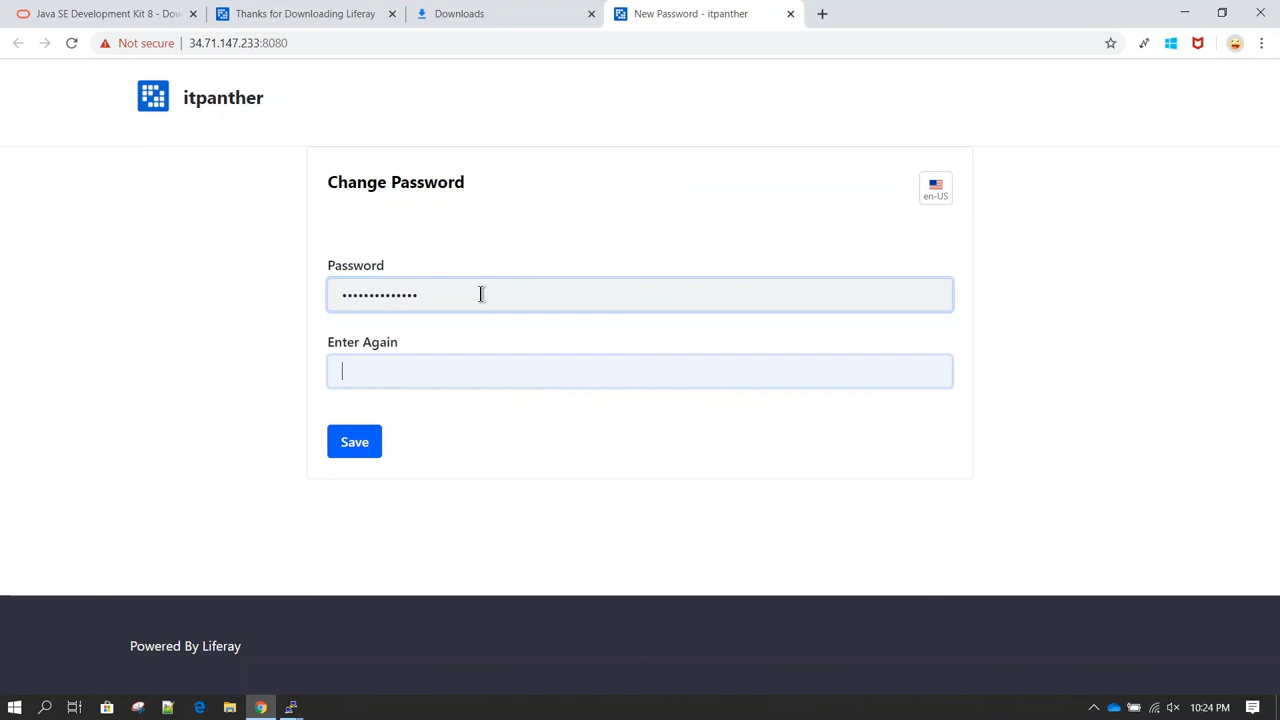 Java SE Development Kit 8 - Dow
Thanks for Downloading Liferay
Downloads
New Password - itpanther
Not secure
34.71.147.233:8080
itpanther
Change Password
en-US
Password
••••••••••••••
Enter Again
Save
Powered By Liferay
10:24 PM